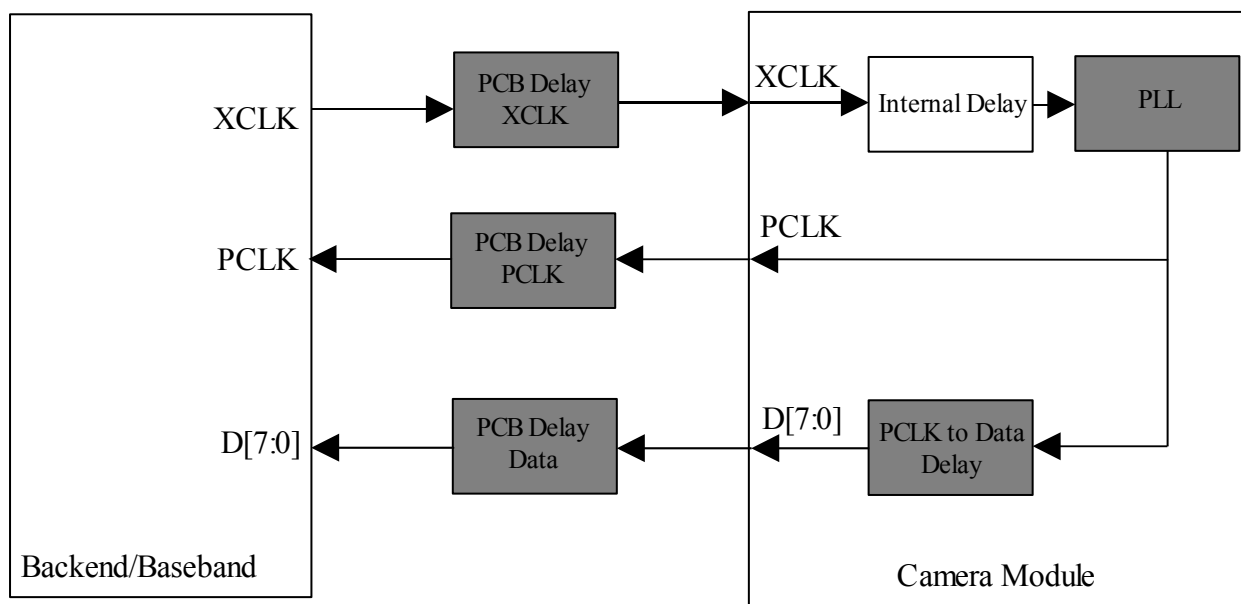 XCLK
PCB Delay
XCLK
XCLK
Internal Delay
PLL
PCLK
PCB Delay
PCLK
PCLK
D[7:0]
PCB Delay
Data
D[7:0]
PCLK to Data
Delay
Backend/Baseband
Camera Module